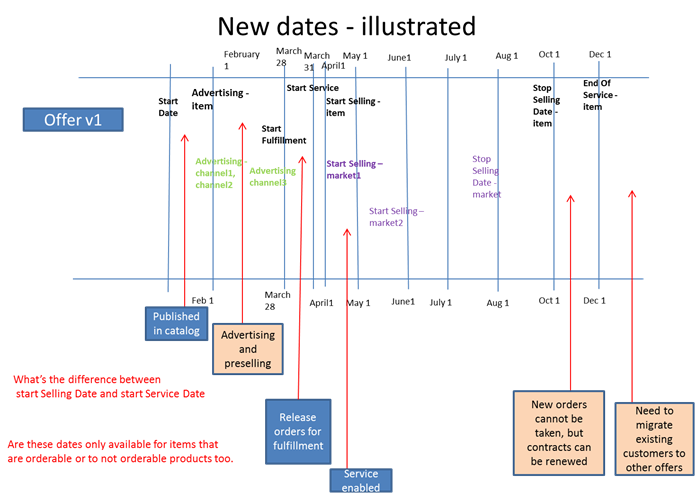 New dates - illustrated
February
1
March
28
March
31
April1
May 1
June1
July 1
Aug 1
Oct 1
Dec 1
Offer v1
Start
Date
Advertising -
item
Start
Fulfillment
Start Service
Start Selling -
item
Stop
Selling
Date -
item
End Of
Service -
item
Advertising -
channel1,
channel2
Advertising
channel3
Start Selling –
market1
Start Selling –
market2
Stop
Selling
Date -
market
Feb 1
March
28
April1
May 1
June1
July 1
Aug 1
Oct 1
Dec 1
Published
in catalog
Advertising
and
preselling
Release
orders for
fulfillment
Service
enabled
New orders
cannot be
taken, but
contracts can
be renewed
Need to
migrate
existing
customers to
other offers
What's the difference between
start Selling Date and start Service Date
Are these dates only available for items that
are orderable or to not orderable products too.